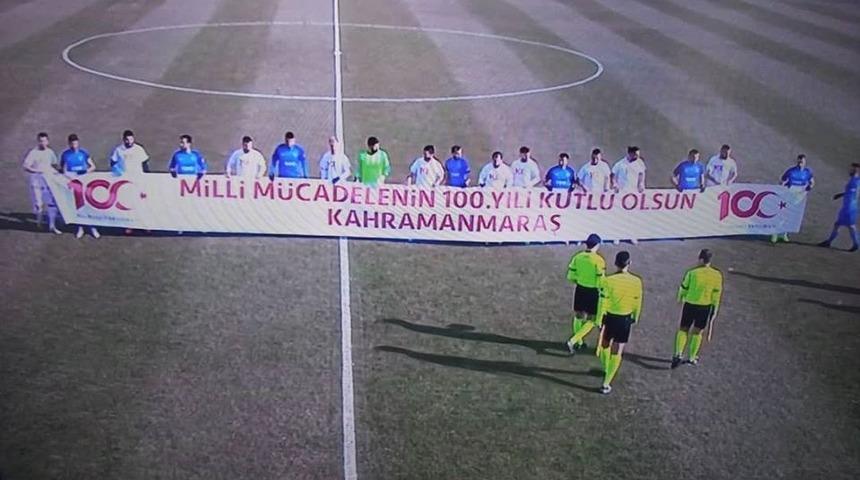 MİLLİ MÜCADELENİN 100.YILI KUTLU OLSUN
KAHRAMANMARAŞ
100
100